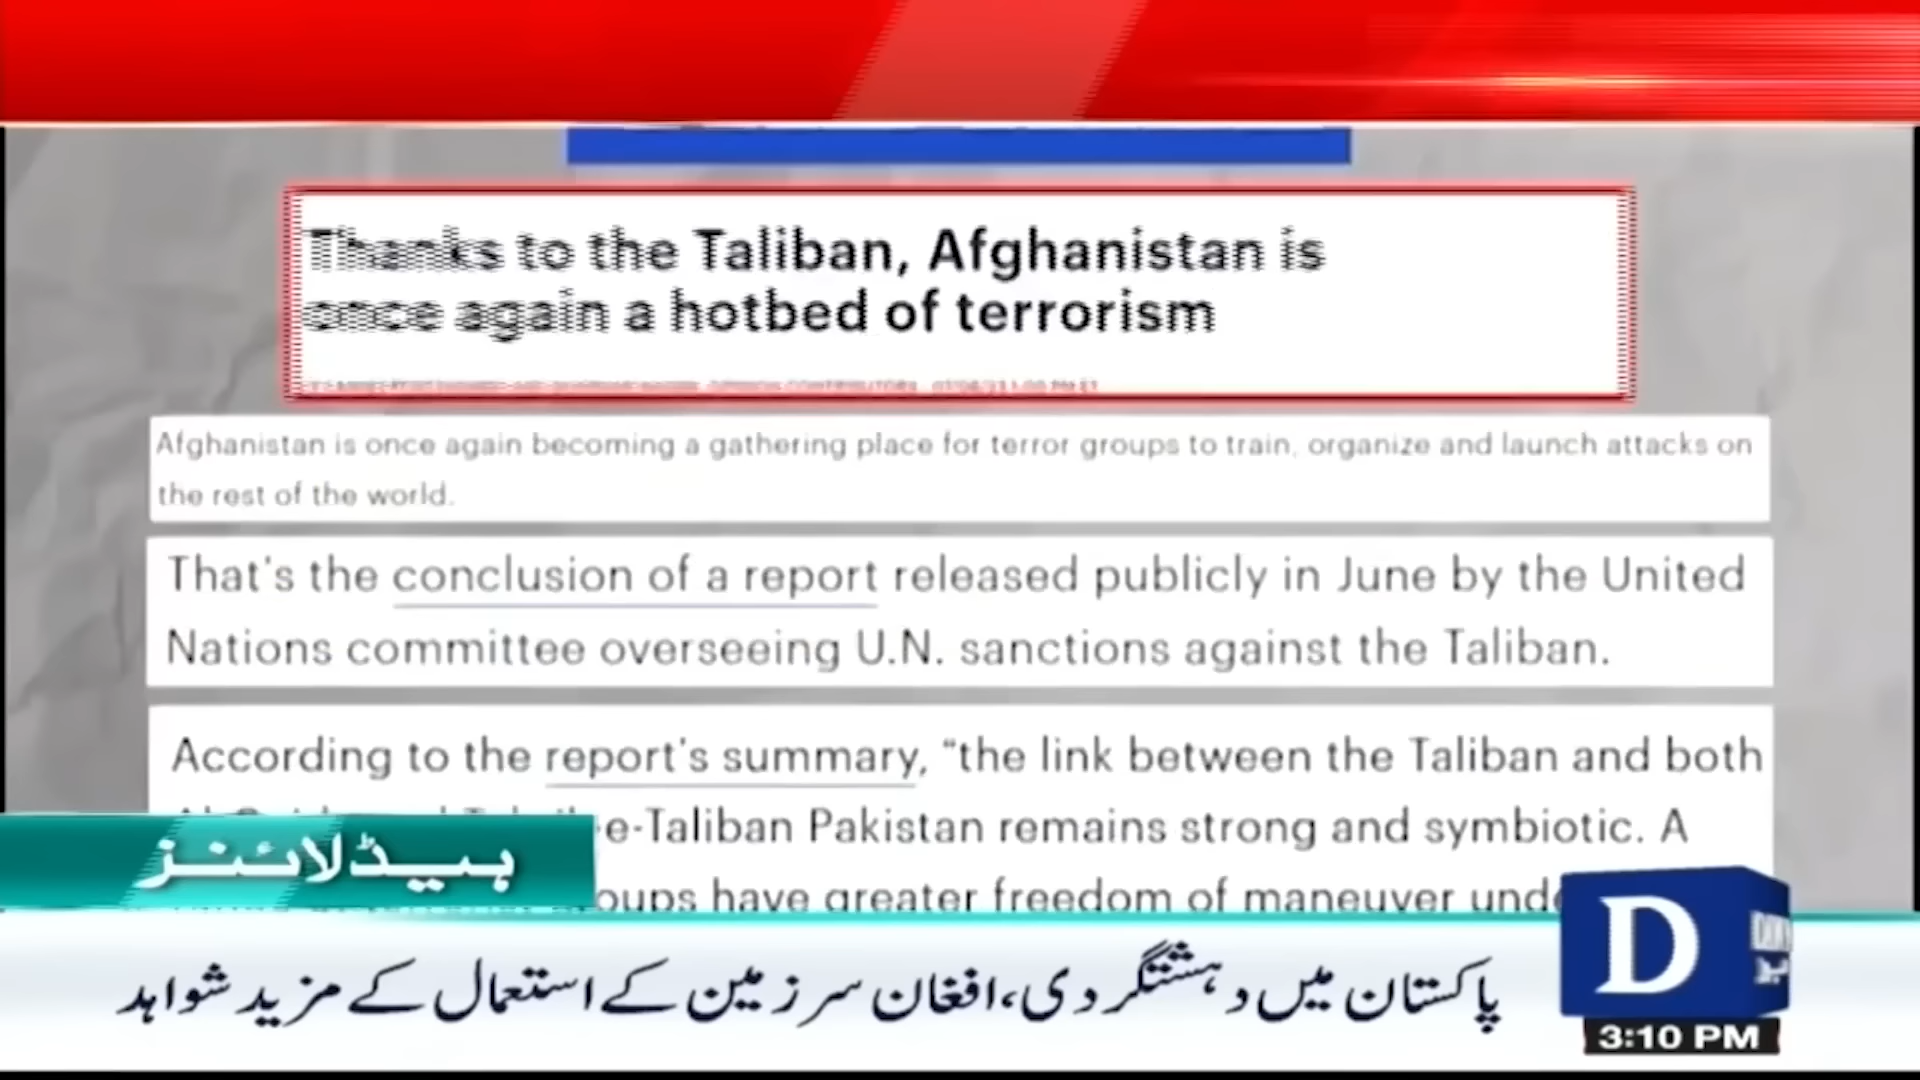 Thanks to the Taliban, Afghanistan is
once again a hotbed of terrorism
Afghanistan is once again becoming a gathering place for terror groups to train, organize and launch attacks on
the rest of the world.
That's the conclusion of a report released publicly in June by the United
Nations committee overseeing U.N. sanctions against the Taliban.
According to the report's summary, "the link between the Taliban and both
e-Taliban Pakistan remains strong and symbiotic. A
have greater freedom of maneuver
ہیڈلائنز
پاکستان میں دہشتگردی، افغان سرزمین کے استعمال کے مزید شواہد
D
3:10 PM